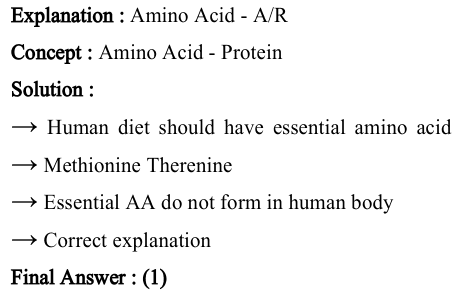 Explanation : Amino Acid - A/R
Concept : Amino Acid - Protein
Solution :
→ Human diet should have essential amino acid
→ Methionine Therenine
→ Essential AA do not form in human body
→ Correct explanation
Final Answer : (1)